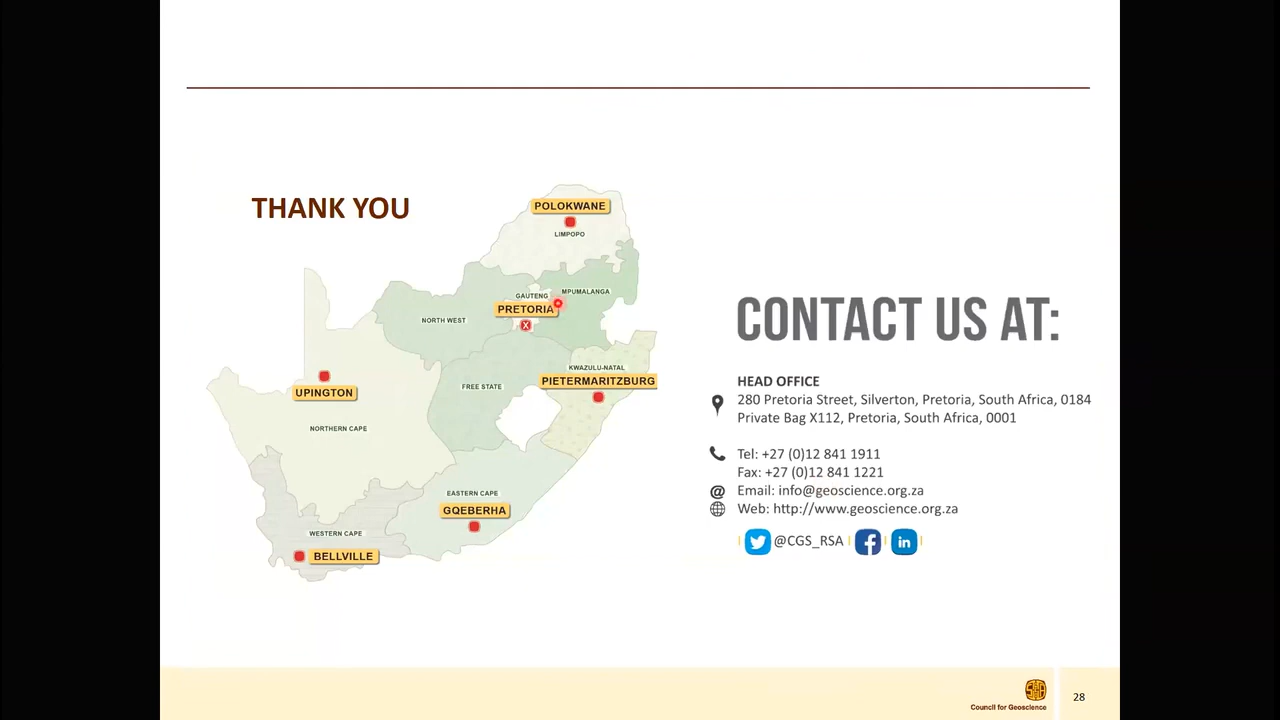 THANK YOU
POLOKWANE
LIMPOPO
GAUTENG
MPUMALANGA
PRETORIA
X
NORTH WEST
KWAZULU-NATAL
PIETERMARITZBURG
FREE STATE
UPINGTON
NORTHERN CAPE
EASTERN CAPE
GQEBERHA
WESTERN CAPE
BELLVILLE
CONTACT US AT:
HEAD OFFICE
280 Pretoria Street, Silverton, Pretoria, South Africa, 0184
Private Bag X112, Pretoria, South Africa, 0001
Tel: +27 (0)12 841 1911
Fax: +27 (0)12 841 1221
@ Email: info@geoscience.org.za
Web: http://www.geoscience.org.za
@CGS_RSA
Council for Geoscience
28